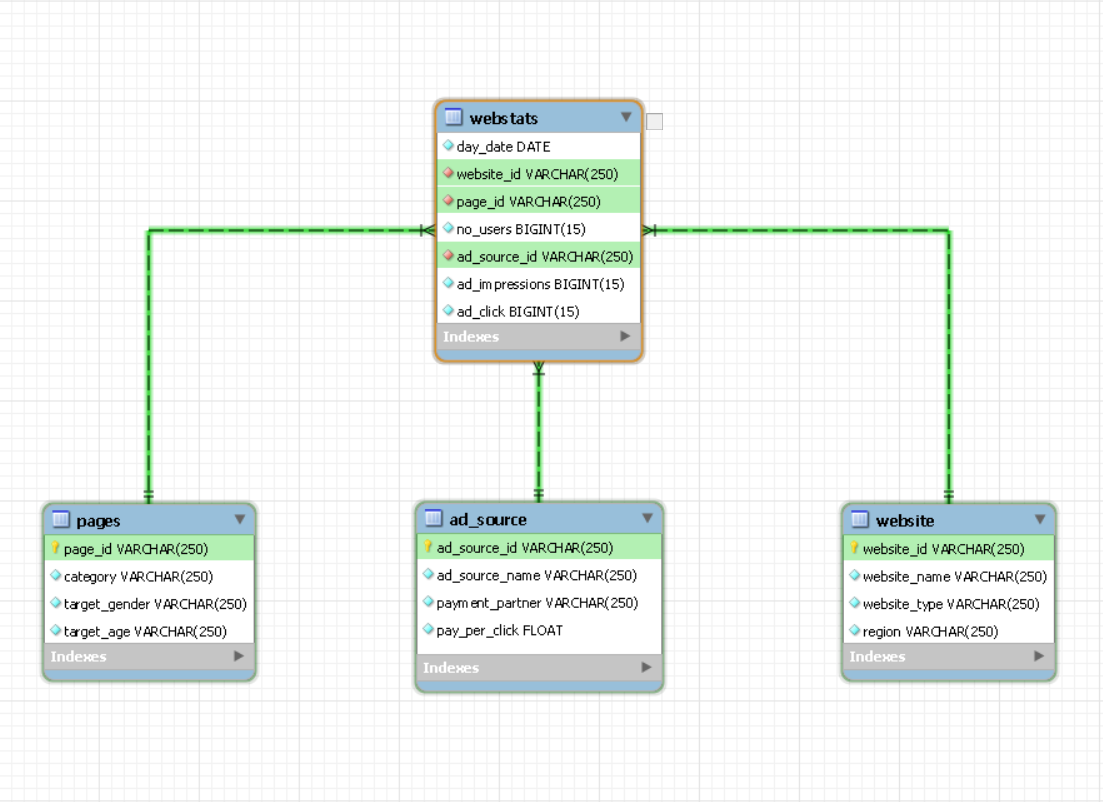 webstats
day_date DATE
website_id VARCHAR(250)
page_id VARCHAR(250)
no_users BIGINT(15)
ad_source_id VARCHAR(250)
ad_impressions BIGINT(15)
ad_click BIGINT(15)
Indexes
pages
page_id VARCHAR(250)
category VARCHAR(250)
target_gender VARCHAR(250)
target_age VARCHAR(250)
Indexes
ad_source
ad_source_id VARCHAR(250)
ad_source_name VARCHAR(250)
payment_partner VARCHAR(250)
pay_per_click FLOAT
Indexes
website
website_id VARCHAR(250)
website_name VARCHAR(250)
website_type VARCHAR(250)
region VARCHAR(250)
Indexes